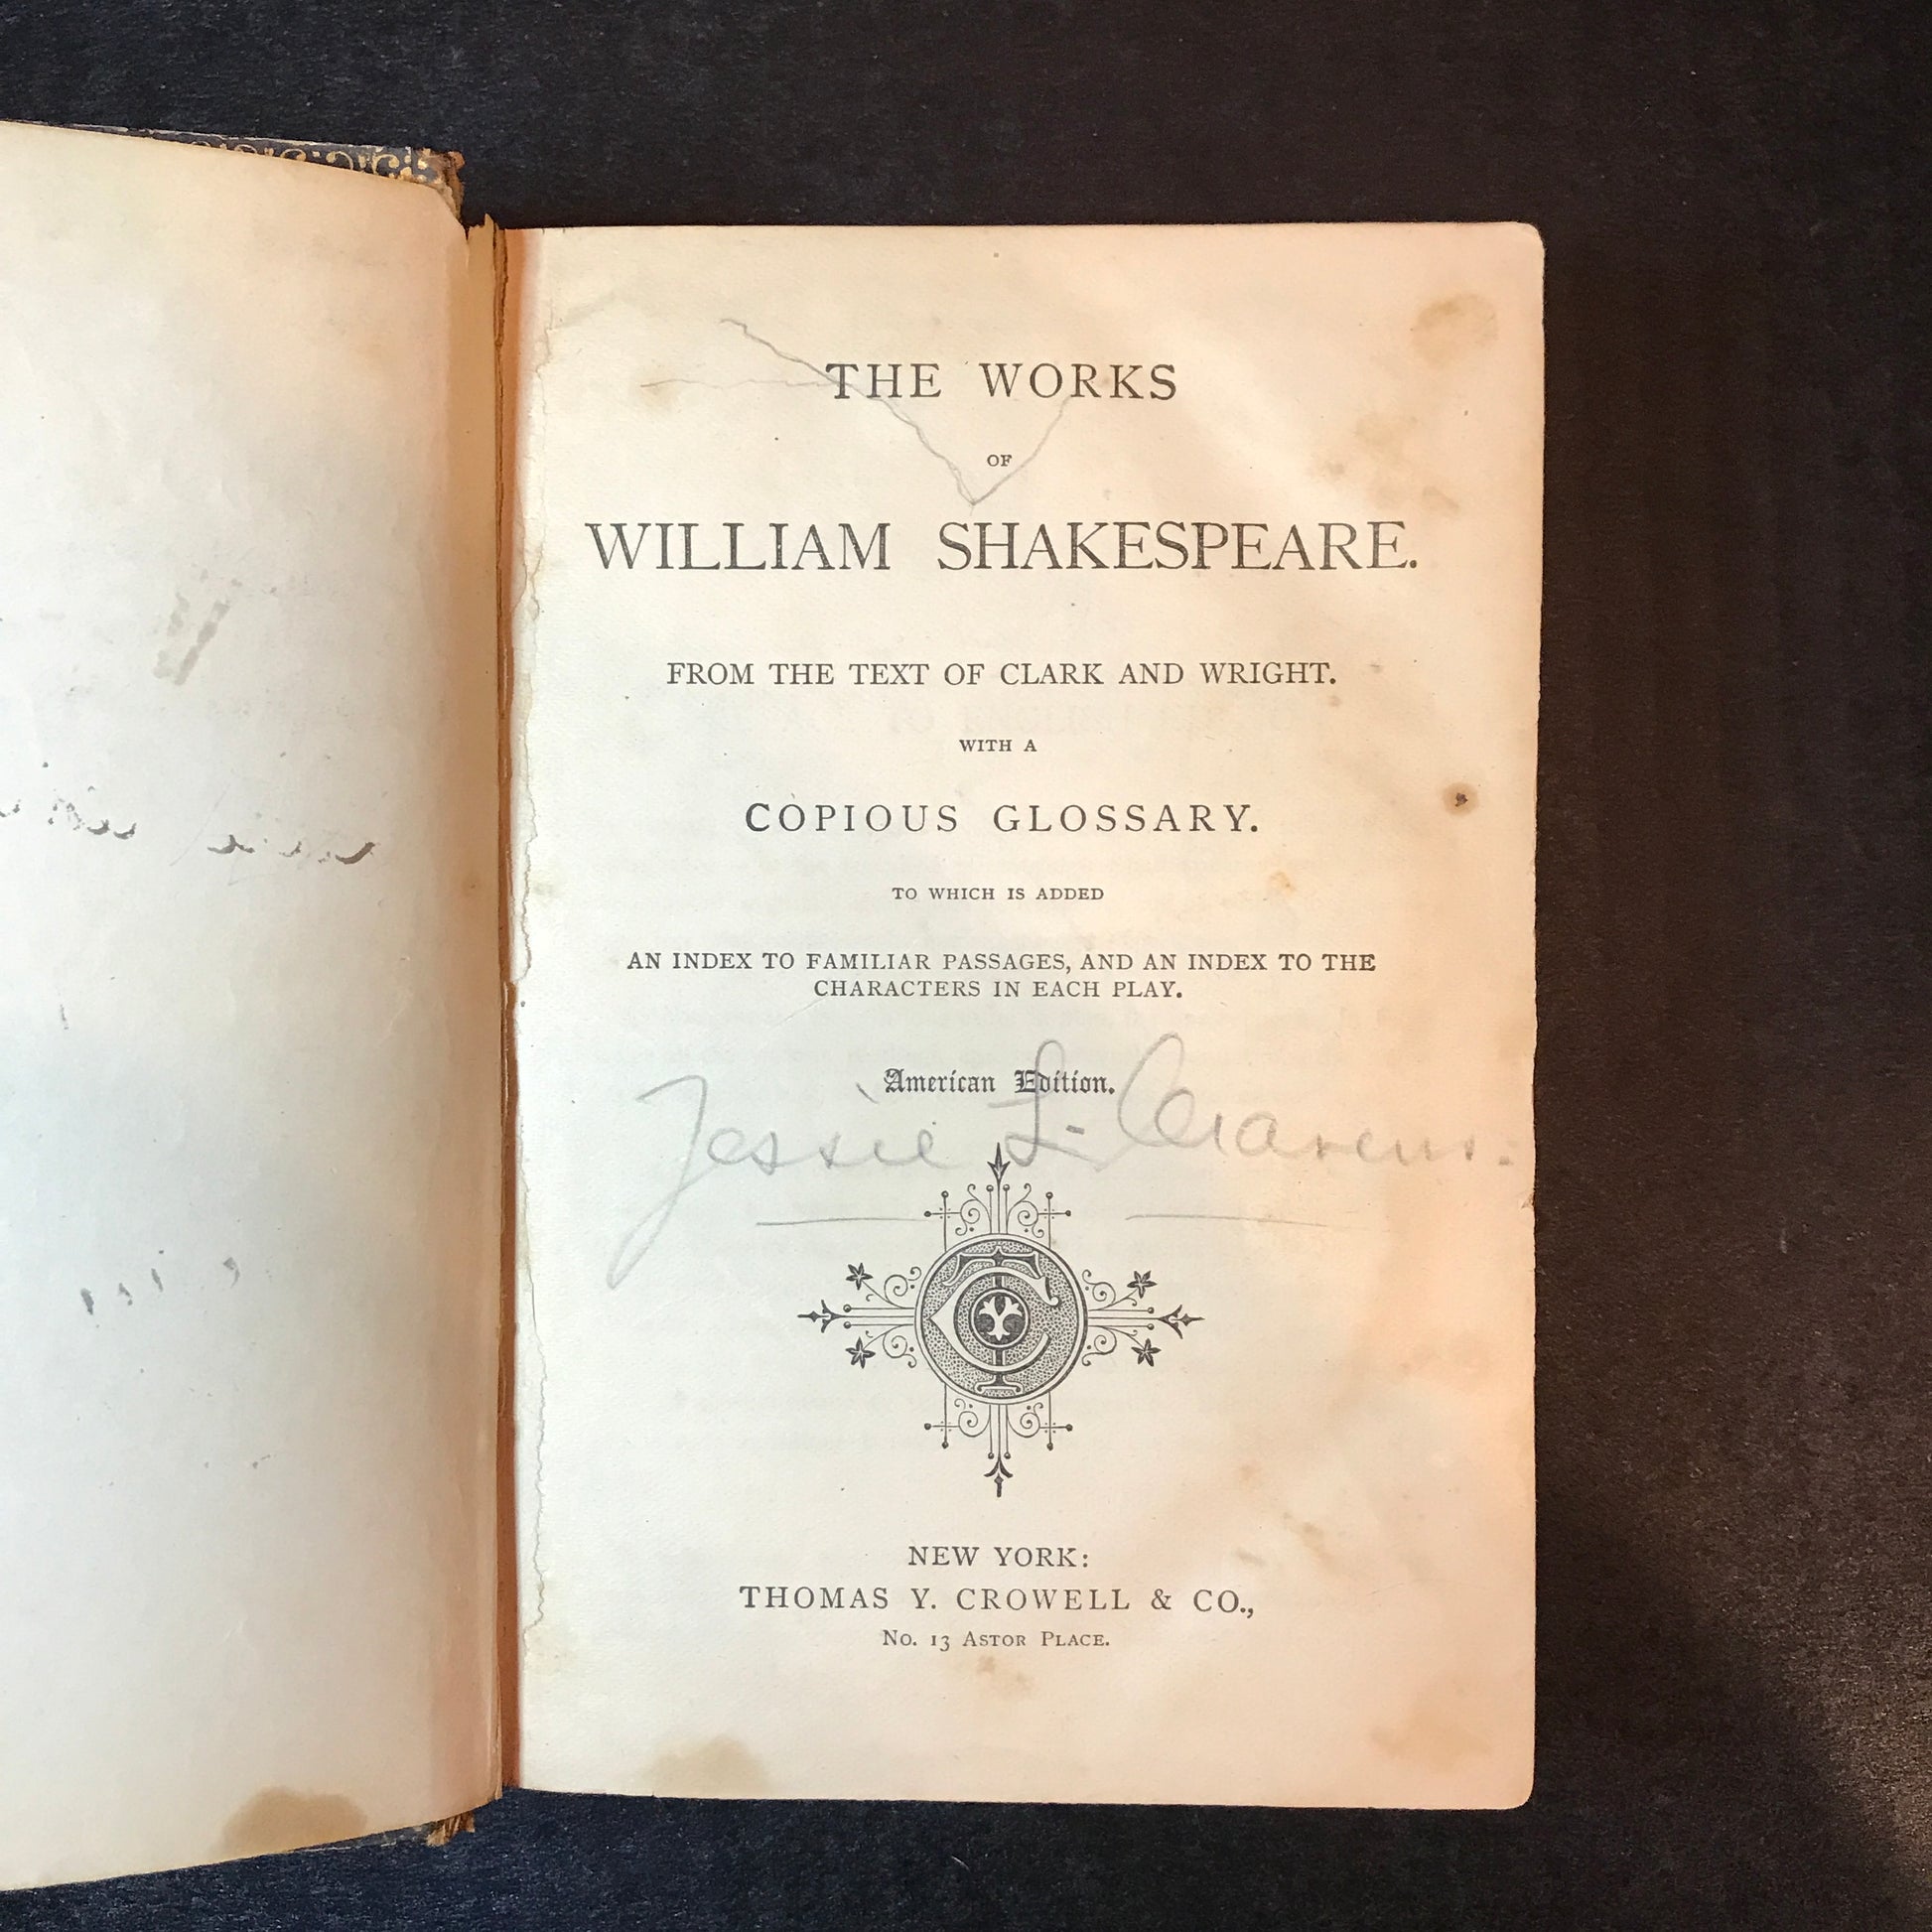 THE WORKS
OF
WILLIAM SHAKESPEARE.
FROM THE TEXT OF CLARK AND WRIGHT.
WITH A
COPIOUS GLOSSARY.
TO WHICH IS ADDED
AN INDEX TO FAMILIAR PASSAGES, AND AN INDEX TO THE
CHARACTERS IN EACH PLAY.
American Edition.
Jessie L.
TC
NEW YORK:
THOMAS Y. CROWELL & CO.,
No. 13 ASTOR PLACE.